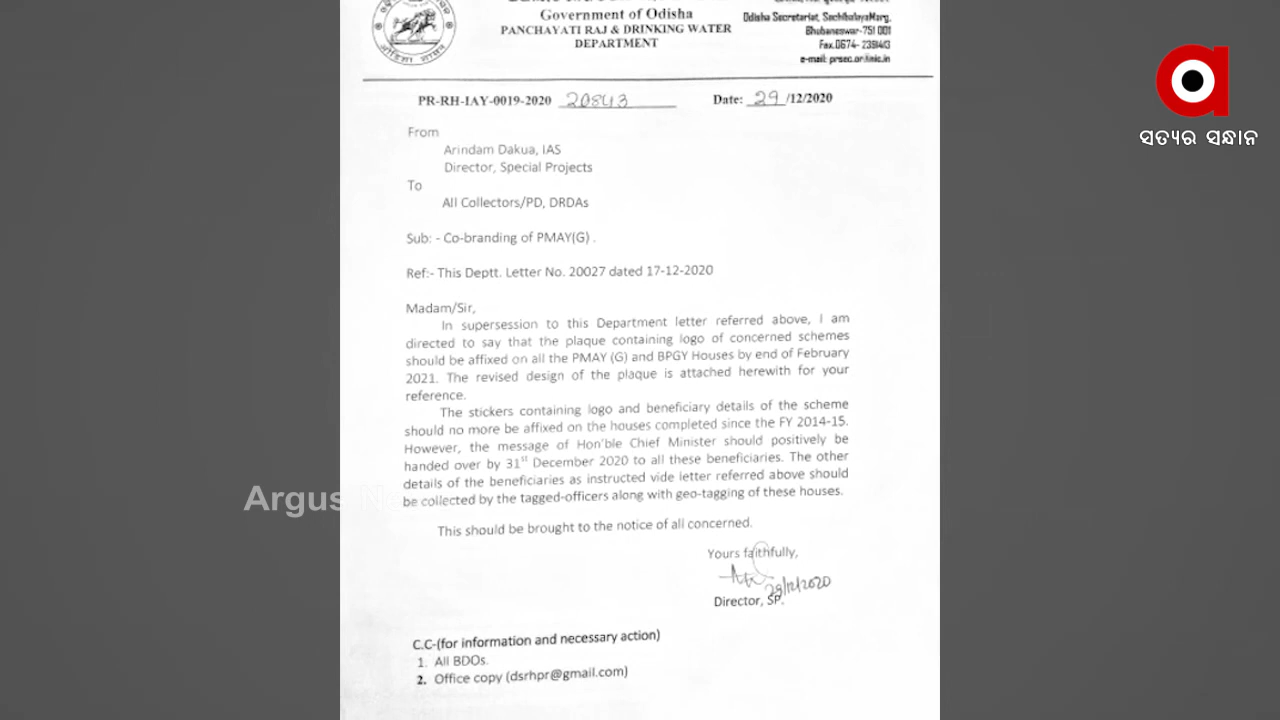 Government of Odisha
PANCHAYATI RAJ & DRINKING WATER
DEPARTMENT
Odisha Secretariat, SachibalayaMarg,
Bhubaneswar-751 001
Fax.0674- 2391413
e-mail: prsec.or@nic.in
PR-RH-IAY-0019-2020 20843 Date: 29/12/2020
From
Arindam Dakua, IAS
Director, Special Projects
To
All Collectors/PD, DRDAs
Sub: - Co-branding of PMAY(G) .
Ref:- This Deptt. Letter No. 20027 dated 17-12-2020
Madam/Sir,
In supersession to this Department letter referred above, I am
directed to say that the plaque containing logo of concerned schemes
should be affixed on all the PMAY (G) and BPGY Houses by end of February
2021. The revised design of the plaque is attached herewith for your
reference.
The stickers containing logo and beneficiary details of the scheme
should no more be affixed on the houses completed since the FY 2014-15.
However, the message of Hon'ble Chief Minister should positively be
handed over by 31st December 2020 to all these beneficiaries. The other
details of the beneficiaries as instructed vide letter referred above should
be collected by the tagged-officers along with geo-tagging of these houses.
This should be brought to the notice of all concerned.
Yours faithfully,
29/12/2020
Director, SP.
C.C-(for information and necessary action)
1. All BDOs.
2. Office copy (dsrhpr@gmail.com)
Argus News
ସତ୍ୟର ସନ୍ଧାନ